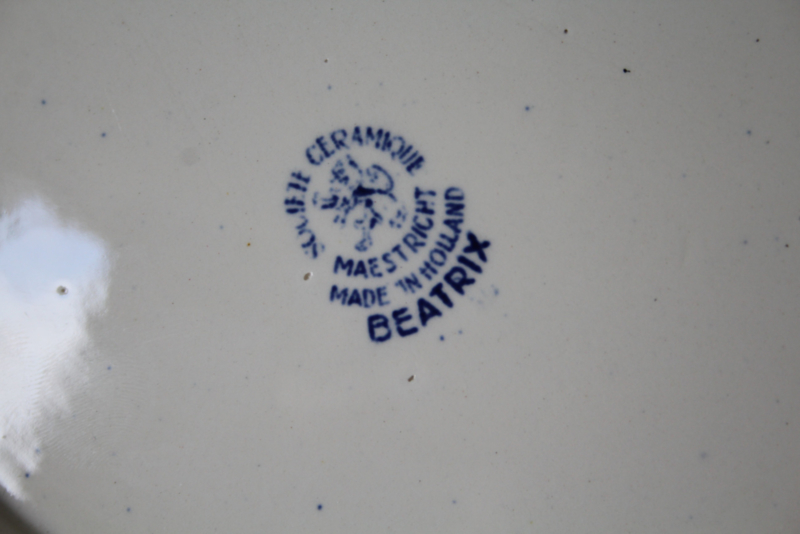 SOCIETE CERAMIQUE
MAESTRICHT
MADE IN HOLLAND
BEATRIX